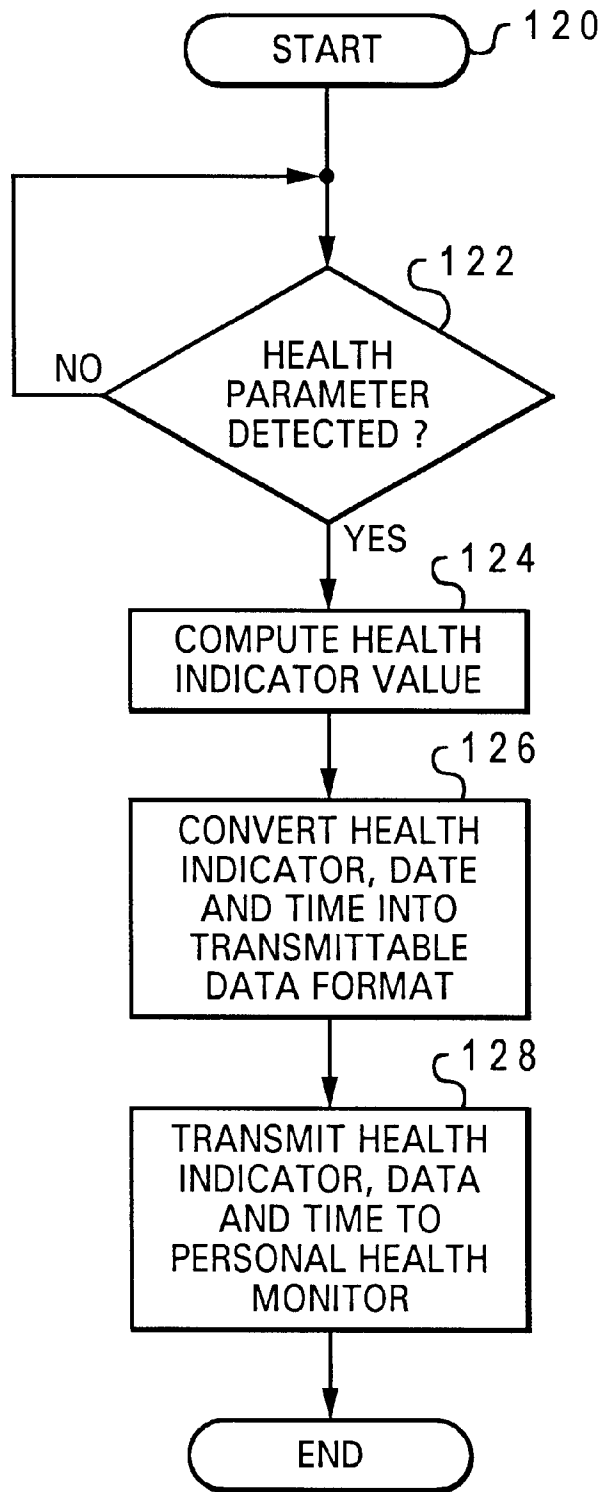 START
120
122
HEALTH
PARAMETER
DETECTED ?
NO
YES
124
COMPUTE HEALTH
INDICATOR VALUE
126
CONVERT HEALTH
INDICATOR, DATE
AND TIME INTO
TRANSMITTABLE
DATA FORMAT
128
TRANSMIT HEALTH
INDICATOR, DATA
AND TIME TO
PERSONAL HEALTH
MONITOR
END